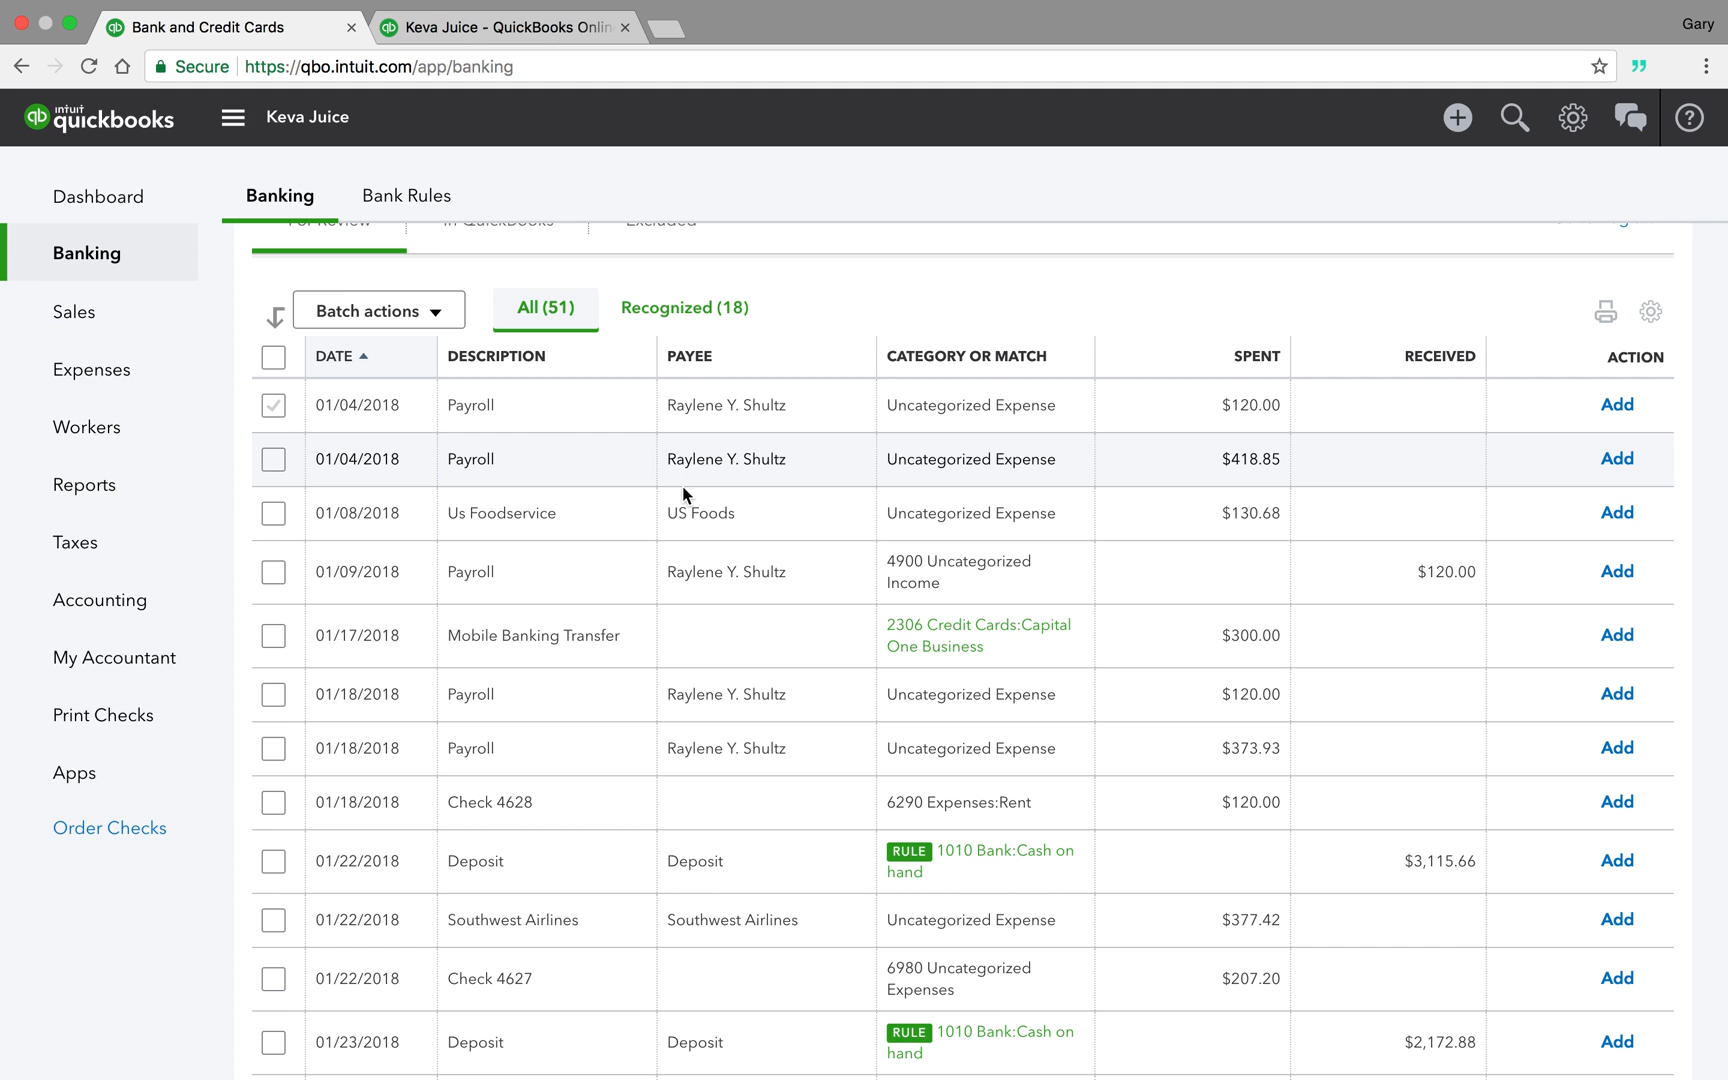 Bank and Credit Cards
Keva Juice - QuickBooks Onlin
Gary
Secure
https://qbo.intuit.com/app/banking
intuit
quickbooks
Keva Juice
Dashboard
Banking
Sales
Expenses
Workers
Reports
Taxes
Accounting
My Accountant
Print Checks
Apps
Order Checks
Banking
Bank Rules
For Review
In QuickBooks
Excluded
Batch actions
All (51)
Recognized (18)
DATE DESCRIPTION PAYEE CATEGORY OR MATCH SPENT RECEIVED ACTION
01/04/2018 Payroll Raylene Y. Shultz Uncategorized Expense $120.00 Add
01/04/2018 Payroll Raylene Y. Shultz Uncategorized Expense $418.85 Add
01/08/2018 Us Foodservice US Foods Uncategorized Expense $130.68 Add
01/09/2018 Payroll Raylene Y. Shultz 4900 Uncategorized
Income $120.00 Add
01/17/2018 Mobile Banking Transfer 2306 Credit Cards:Capital
One Business $300.00 Add
01/18/2018 Payroll Raylene Y. Shultz Uncategorized Expense $120.00 Add
01/18/2018 Payroll Raylene Y. Shultz Uncategorized Expense $373.93 Add
01/18/2018 Check 4628 6290 Expenses:Rent $120.00 Add
01/22/2018 Deposit Deposit RULE 1010 Bank:Cash on
hand $3,115.66 Add
01/22/2018 Southwest Airlines Southwest Airlines Uncategorized Expense $377.42 Add
01/22/2018 Check 4627 6980 Uncategorized
Expenses $207.20 Add
01/23/2018 Deposit Deposit RULE 1010 Bank:Cash on
hand $2,172.88 Add